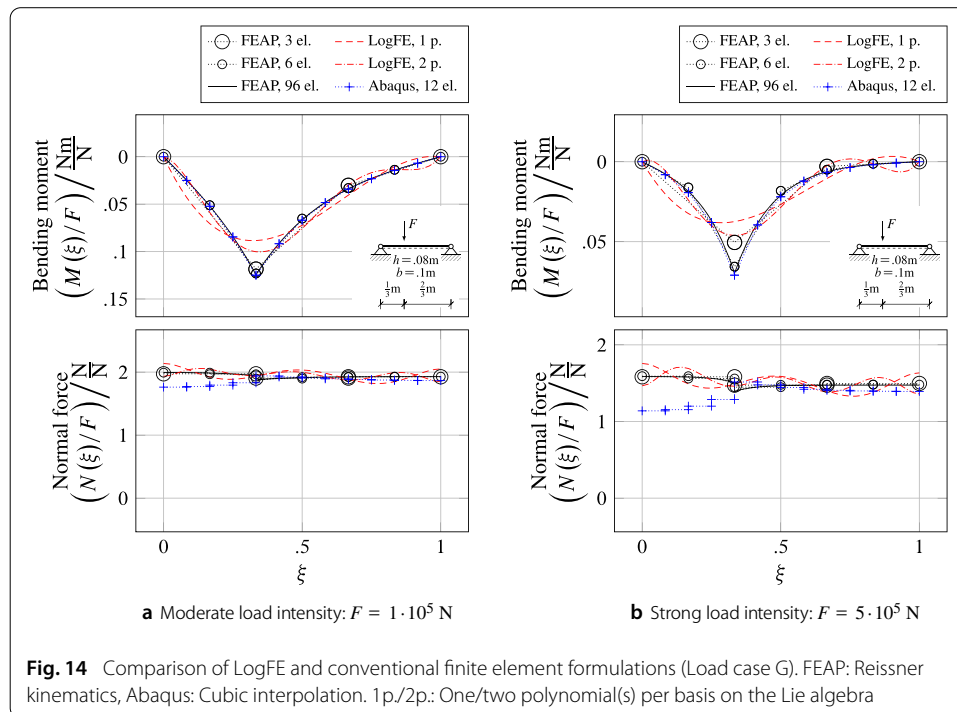 FEAP, 3 el. LogFE, 1 p.
FEAP, 6 el. LogFE, 2 p.
FEAP, 96 el. Abaqus, 12 el.
FEAP, 3 el. LogFE, 1 p.
FEAP, 6 el. LogFE, 2 p.
FEAP, 96 el. Abaqus, 12 el.
Bending moment
(M(ξ)/F) / Nm/N
0
.05
.1
.15
F
h=.08m
b=.1m
1/3m 2/3m
Bending moment
(M(ξ)/F) / Nm/N
0
.05
F
h=.08m
b=.1m
1/3m 2/3m
Normal force
(N(ξ)/F) / N/N
2
1
0
0 .5 1
ξ
Normal force
(N(ξ)/F) / N/N
2
1
0
0 .5 1
ξ
a Moderate load intensity: F = 1·10⁵ N
b Strong load intensity: F = 5·10⁵ N
Fig. 14 Comparison of LogFE and conventional finite element formulations (Load case G). FEAP: Reissner
kinematics, Abaqus: Cubic interpolation. 1p./2p.: One/two polynomial(s) per basis on the Lie algebra